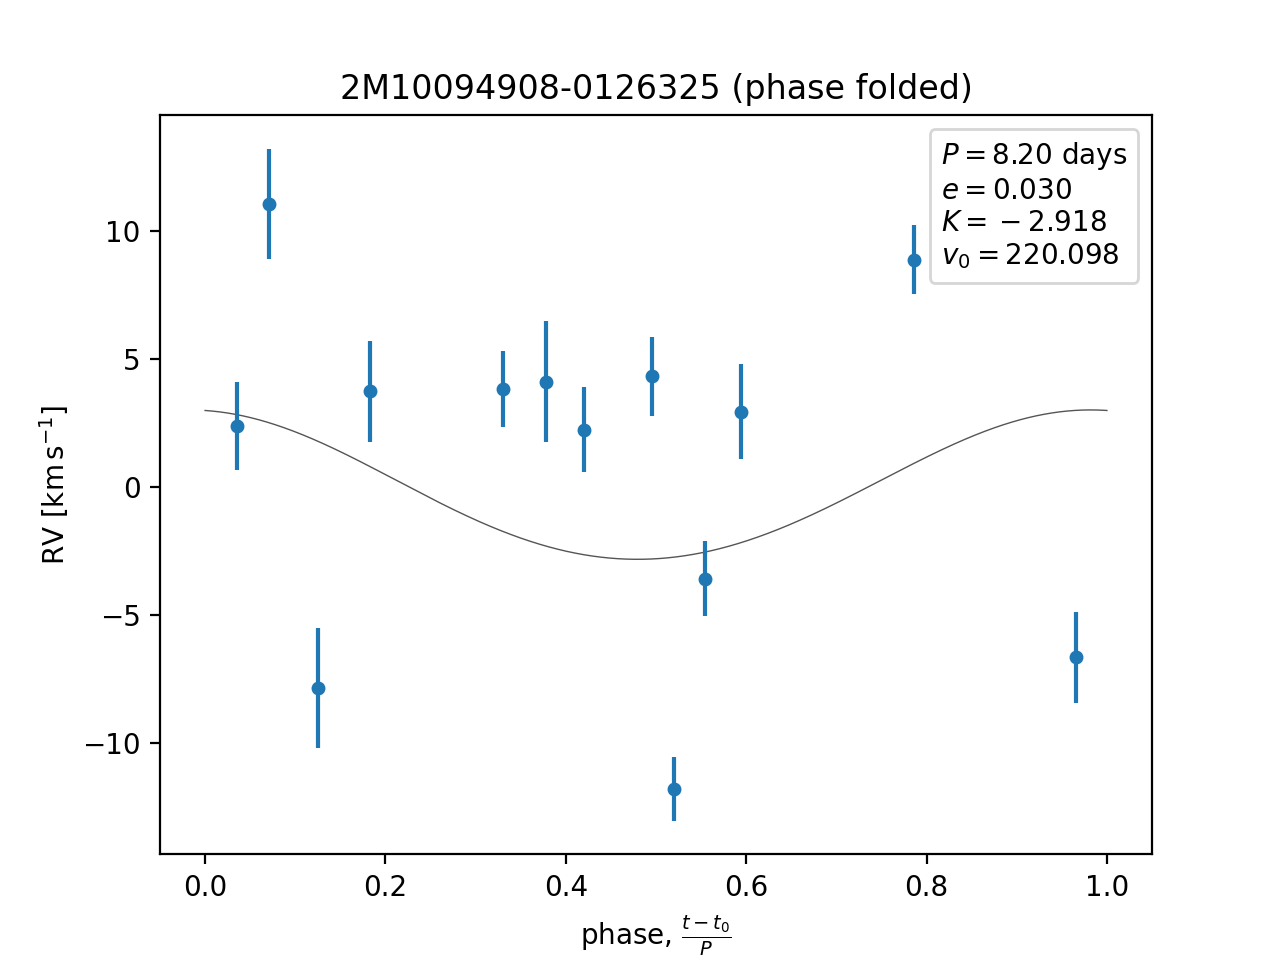 2M10094908-0126325 (phase folded)
P = 8.20 days
e = 0.030
K = −2.918
v₀ = 220.098
RV [km s⁻¹]
10
5
0
−5
−10
0.0 0.2 0.4 0.6 0.8 1.0
phase, (t − t₀)/P